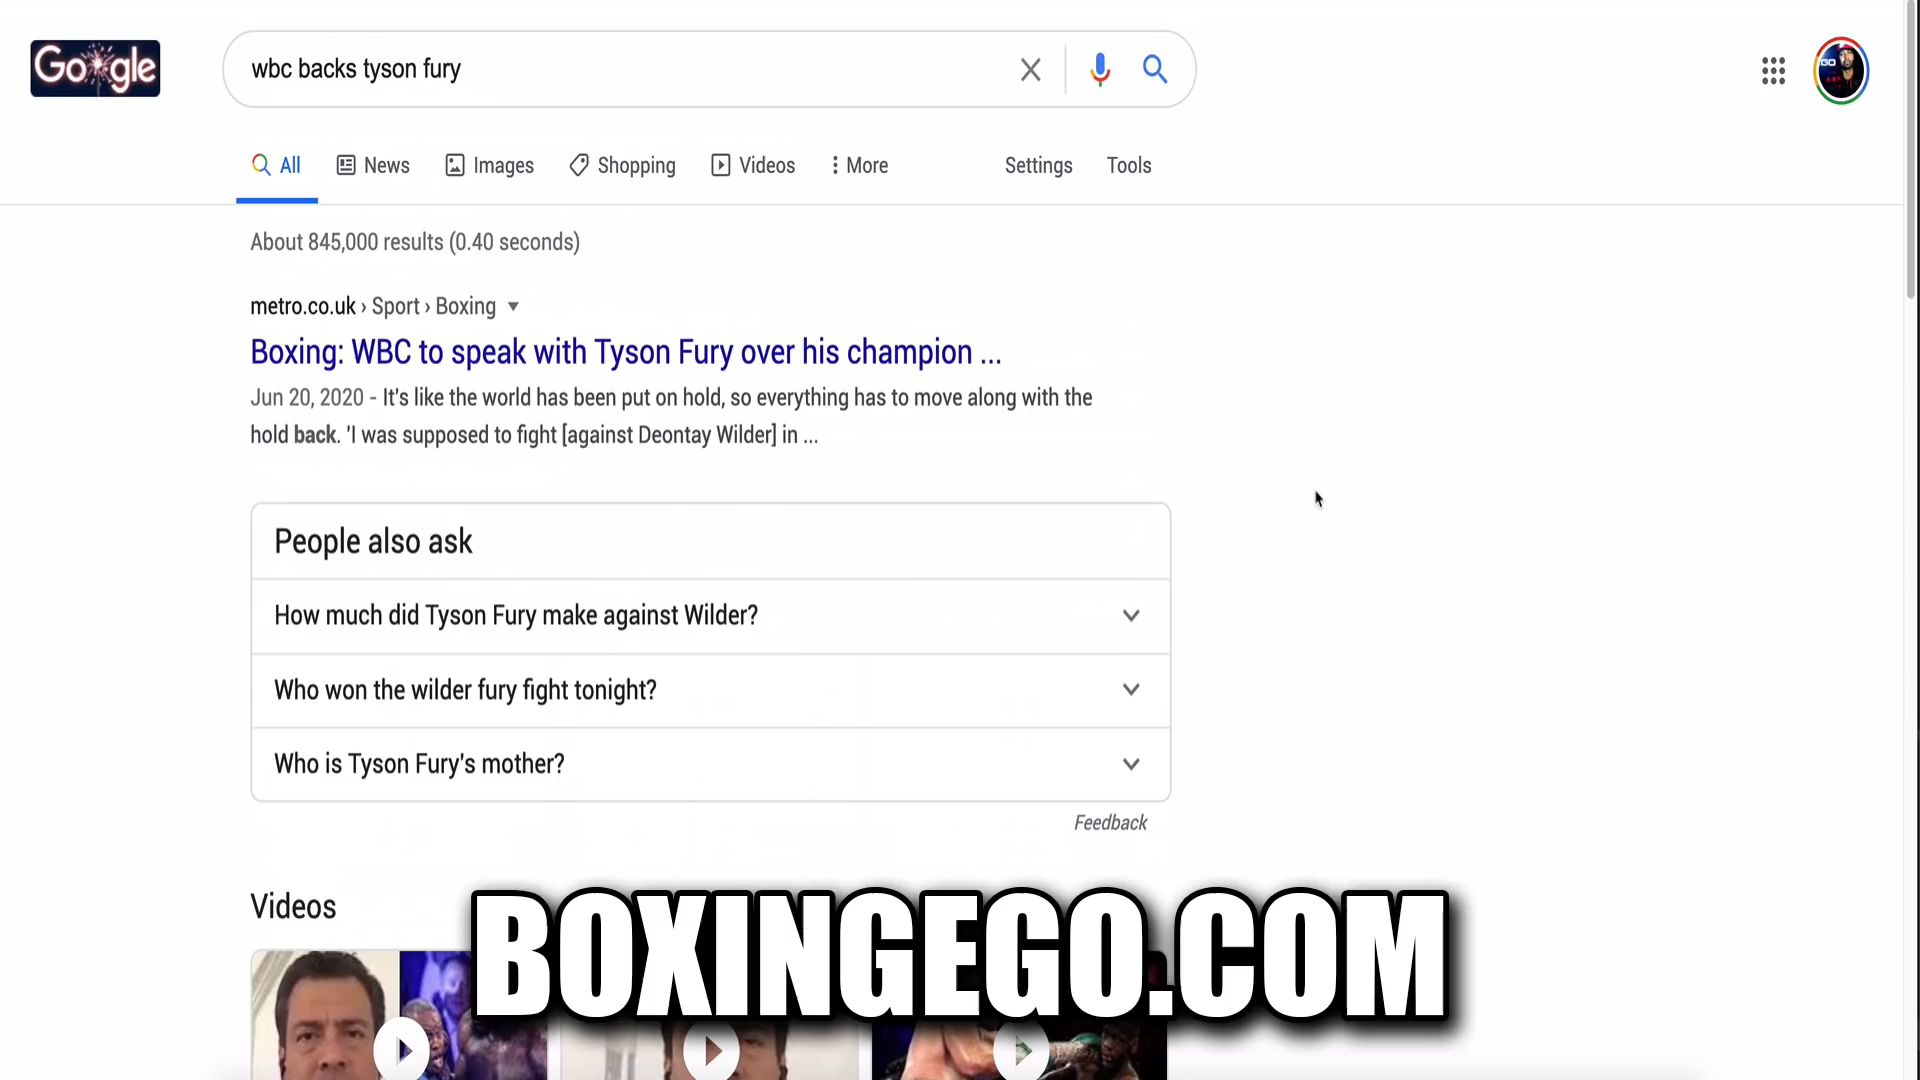 Google
wbc backs tyson fury
All News Images Shopping Videos More Settings Tools
About 845,000 results (0.40 seconds)
metro.co.uk › Sport › Boxing
Boxing: WBC to speak with Tyson Fury over his champion ...
Jun 20, 2020 - It's like the world has been put on hold, so everything has to move along with the
hold back. 'I was supposed to fight [against Deontay Wilder] in ...
People also ask
How much did Tyson Fury make against Wilder?
Who won the wilder fury fight tonight?
Who is Tyson Fury's mother?
Feedback
Videos
BOXINGEGO.COM